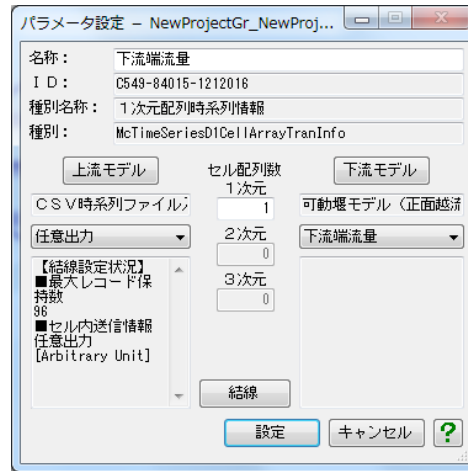 パラメータ設定 － NewProjectGr_NewProj...
名称： 下流端流量
ＩＤ： C549-84015-1212016
種別名称： １次元配列時系列情報
種別： McTimeSeriesD1CellArrayTranInfo
上流モデル セル配列数 下流モデル
１次元
ＣＳＶ時系列ファイル 1 可動堰モデル（正面越流
任意出力 ２次元 下流端流量
0
【結線設定状況】
■最大レコード保 ３次元
持数 0
96
■セル内送信情報
任意出力
[Arbitrary Unit]
結線
設定 キャンセル ?